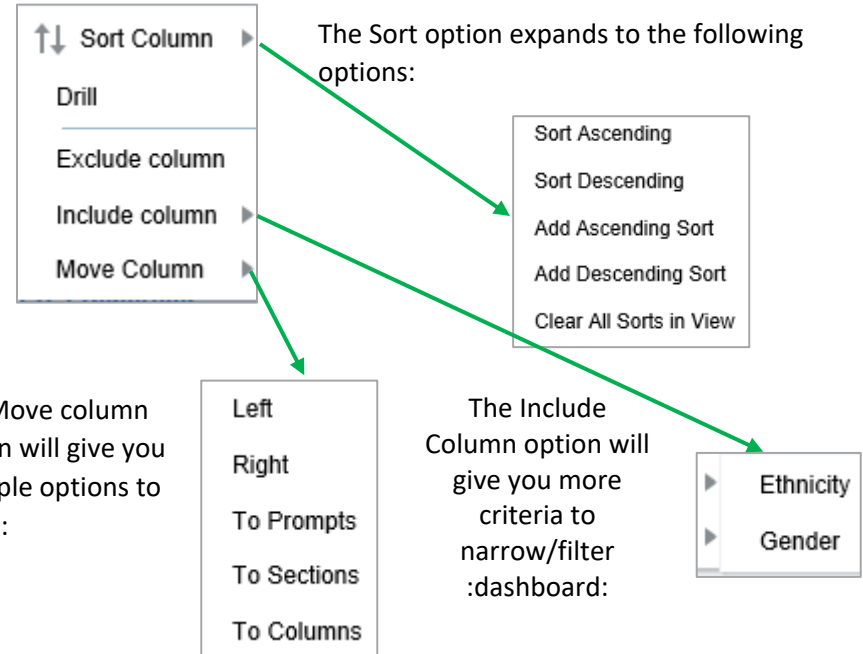 Sort Column
Drill
Exclude column
Include column
Move Column
The Sort option expands to the following
options:
Sort Ascending
Sort Descending
Add Ascending Sort
Add Descending Sort
Clear All Sorts in View
Move column
will give you
options to
:
Left
Right
To Prompts
To Sections
To Columns
The Include
Column option will
give you more
criteria to
narrow/filter
:dashboard:
Ethnicity
Gender